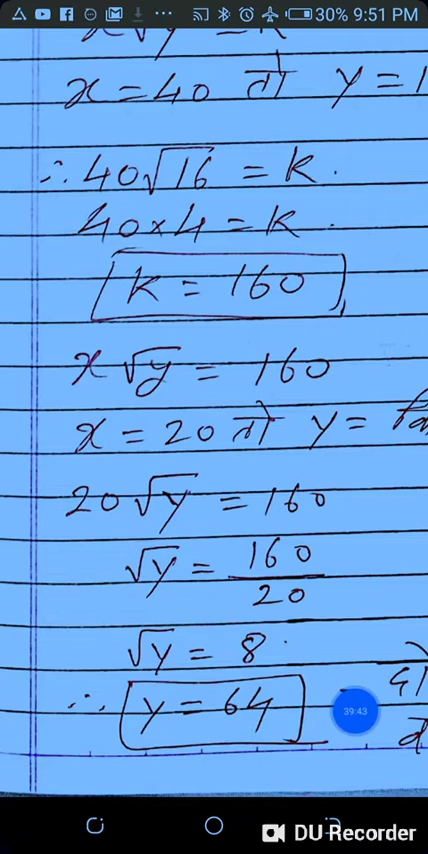 30% 9:51 PM
x√y = k
x = 40 तो y = 1
∴ 40√16 = k.
40×4 = k.
k = 160
x√y = 160
x = 20 तो y =
20√y = 160
√y = 160/20
√y = 8.
∴ y = 64
39:43
DU Recorder